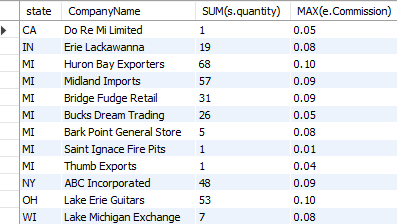 state CompanyName SUM(s.quantity) MAX(e.Commission)
CA Do Re Mi Limited 1 0.05
IN Erie Lackawanna 19 0.08
MI Huron Bay Exporters 68 0.10
MI Midland Imports 57 0.09
MI Bridge Fudge Retail 31 0.09
MI Bucks Dream Trading 26 0.05
MI Bark Point General Store 5 0.08
MI Saint Ignace Fire Pits 1 0.01
MI Thumb Exports 1 0.04
NY ABC Incorporated 48 0.09
OH Lake Erie Guitars 53 0.10
WI Lake Michigan Exchange 7 0.08